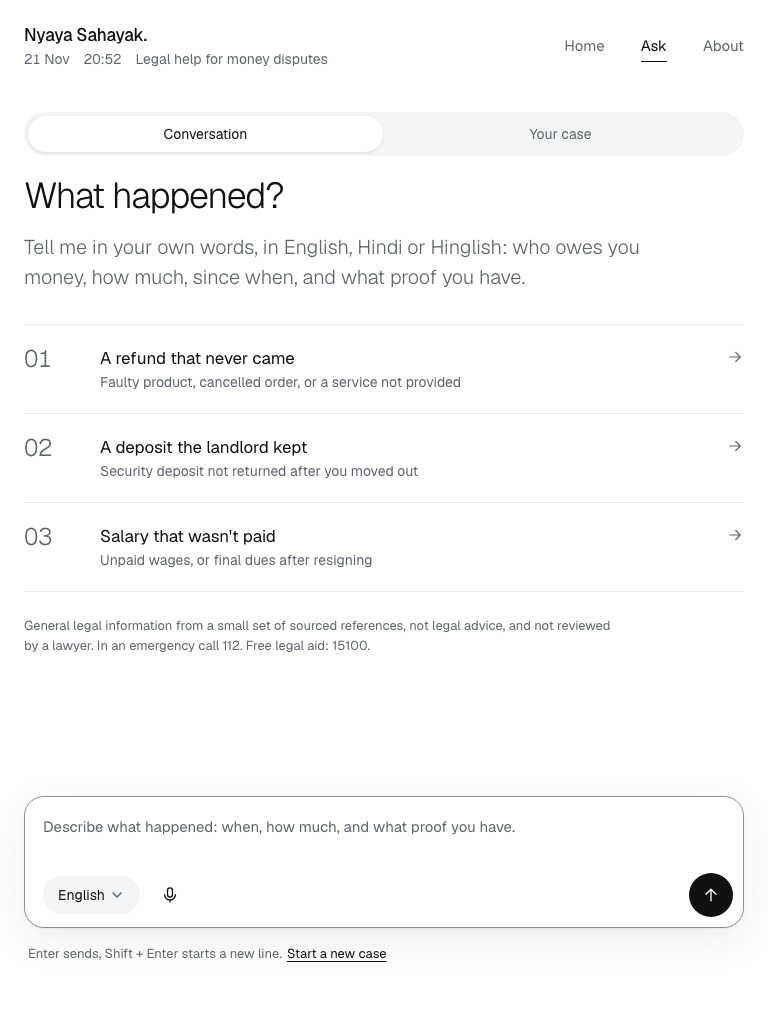 Nyaya Sahayak.
21 Nov 20:52 Legal help for money disputes
Home Ask About
Conversation Your case
What happened?
Tell me in your own words, in English, Hindi or Hinglish: who owes you
money, how much, since when, and what proof you have.
01 A refund that never came
Faulty product, cancelled order, or a service not provided
02 A deposit the landlord kept
Security deposit not returned after you moved out
03 Salary that wasn't paid
Unpaid wages, or final dues after resigning
General legal information from a small set of sourced references, not legal advice, and not reviewed
by a lawyer. In an emergency call 112. Free legal aid: 15100.
Describe what happened: when, how much, and what proof you have.
English
Enter sends, Shift + Enter starts a new line. Start a new case